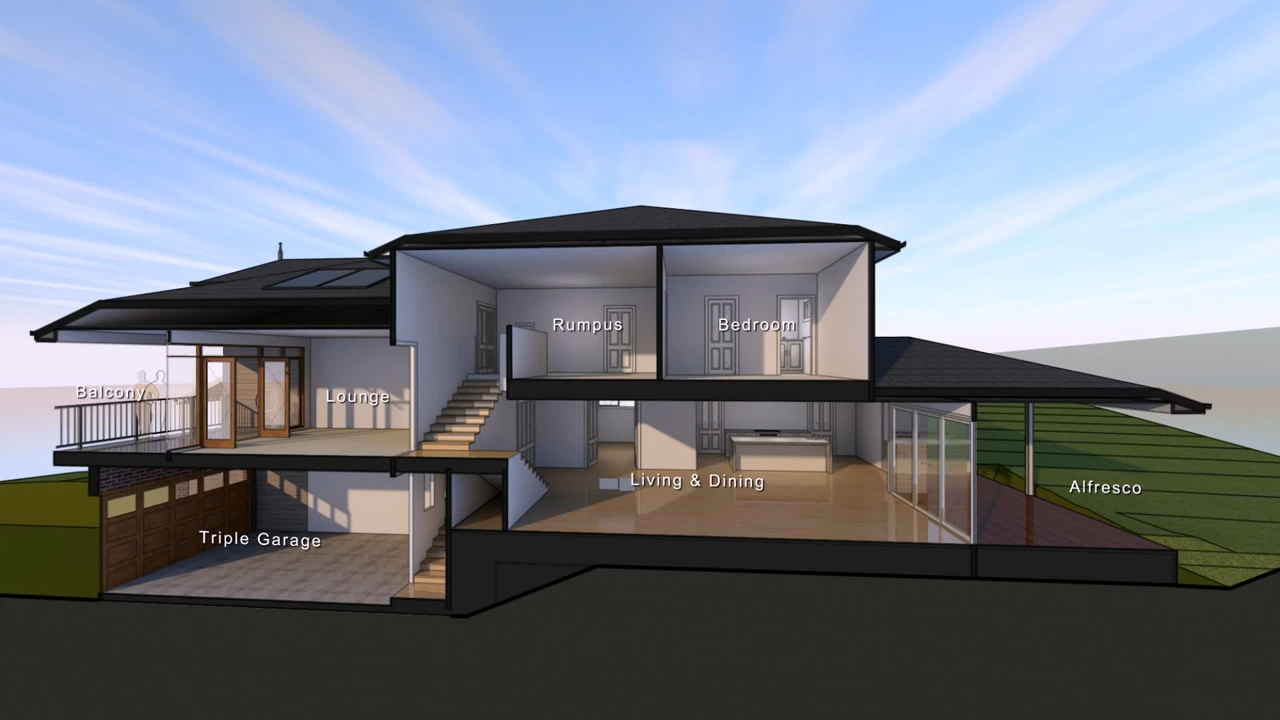 Rumpus
Bedroom
Balcony
Lounge
Living & Dining
Alfresco
Triple Garage